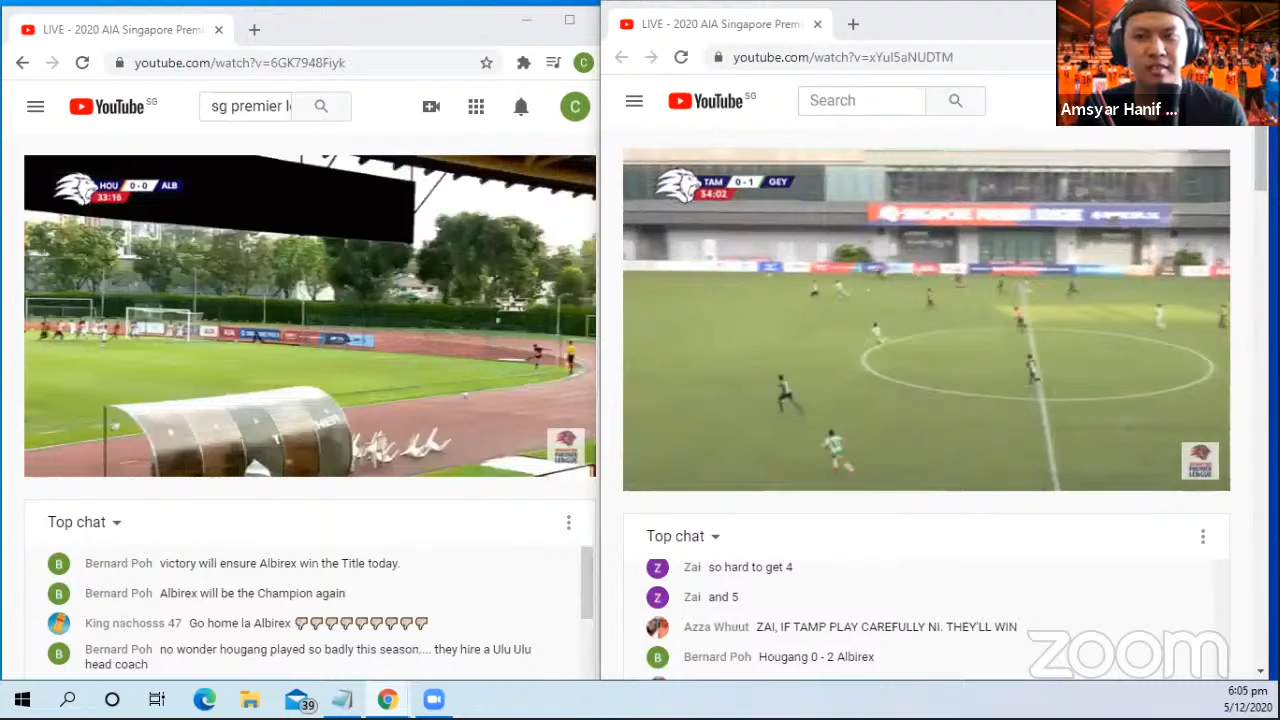 LIVE - 2020 AIA Singapore Premi
youtube.com/watch?v=6GK7948Fiyk
YouTube SG
sg premier l
C
C
HOU 0-0 ALB
33:16
Top chat
B Bernard Poh victory will ensure Albirex win the Title today.
B Bernard Poh Albirex will be the Champion again
King nachosss 47 Go home la Albirex
B Bernard Poh no wonder hougang played so badly this season.... they hire a Ulu Ulu
head coach
LIVE - 2020 AIA Singapore Premi
youtube.com/watch?v=xYuI5aNUDTM
YouTube SG
Search
Amsyar Hanif ...
TAM 0-1 GEY
34:02
Top chat
Z Zai so hard to get 4
Z Zai and 5
Azza Whuut ZAI, IF TAMP PLAY CAREFULLY NI. THEY'LL WIN
B Bernard Poh Hougang 0 - 2 Albirex
zoom
39
6:05 pm
5/12/2020